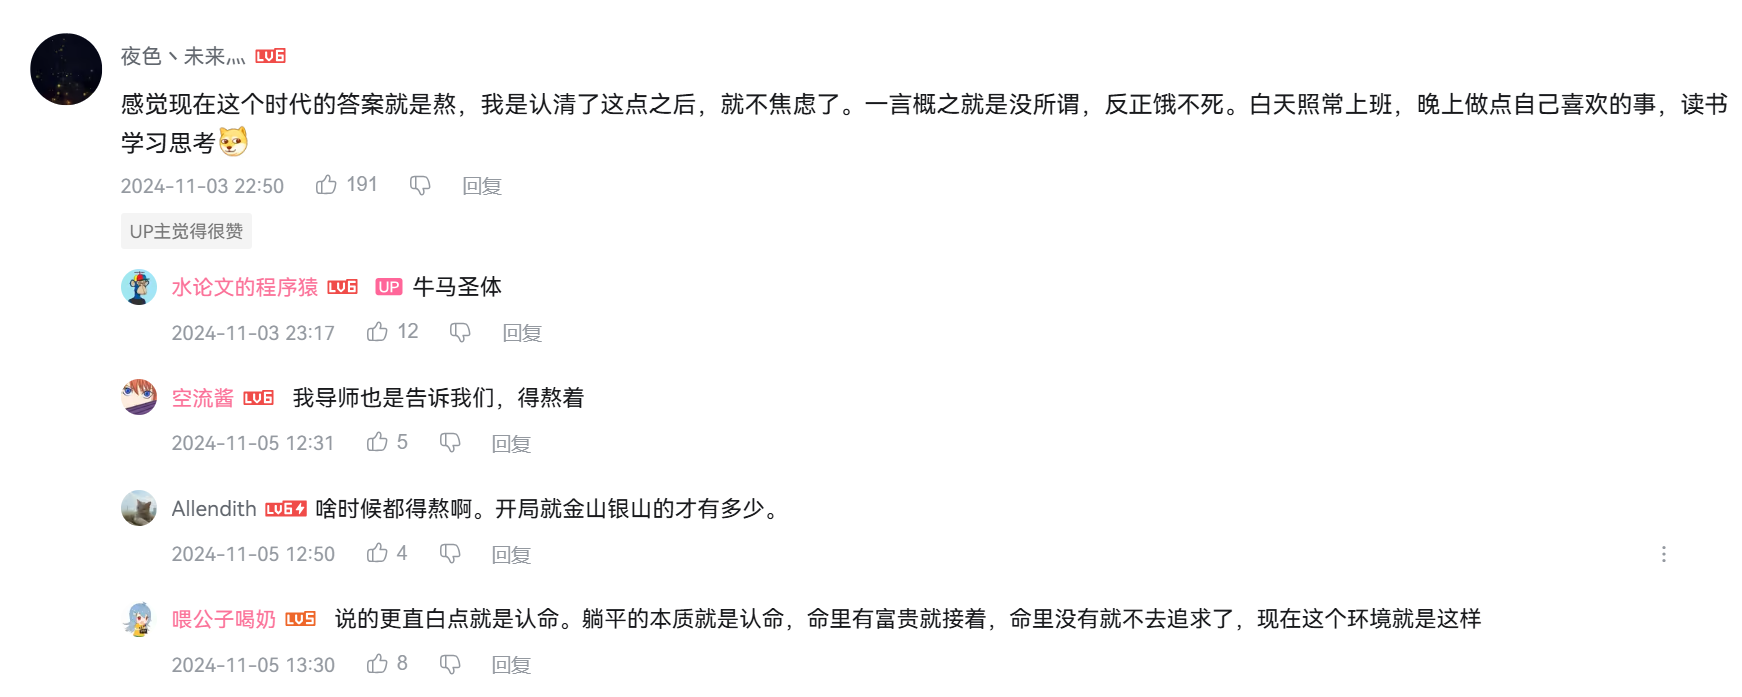 夜色丶未来灬 LV6
感觉现在这个时代的答案就是熬，我是认清了这点之后，就不焦虑了。一言概之就是没所谓，反正饿不死。白天照常上班，晚上做点自己喜欢的事，读书
学习思考
2024-11-03 22:50 191 回复
UP主觉得很赞
水论文的程序猿 LV6 UP 牛马圣体
2024-11-03 23:17 12 回复
空流酱 LV6 我导师也是告诉我们，得熬着
2024-11-05 12:31 5 回复
Allendith LV6 啥时候都得熬啊。开局就金山银山的才有多少。
2024-11-05 12:50 4 回复
喂公子喝奶 LV5 说的更直白点就是认命。躺平的本质就是认命，命里有富贵就接着，命里没有就不去追求了，现在这个环境就是这样
2024-11-05 13:30 8 回复